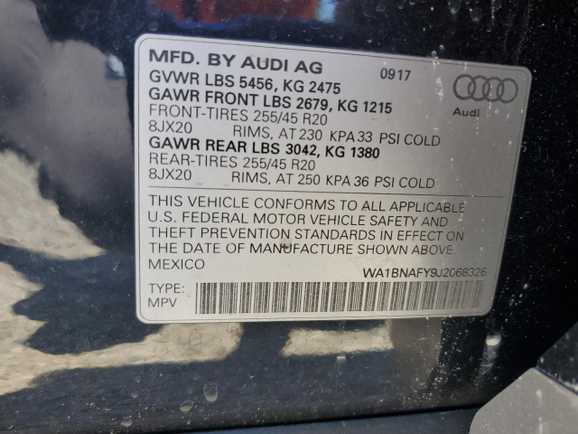 MFD. BY AUDI AG 0917
GVWR LBS 5456, KG 2475
GAWR FRONT LBS 2679, KG 1215
Audi
FRONT-TIRES 255/45 R20
8JX20 RIMS, AT 230 KPA 33 PSI COLD
GAWR REAR LBS 3042, KG 1380
REAR-TIRES 255/45 R20
8JX20 RIMS, AT 250 KPA 36 PSI COLD
THIS VEHICLE CONFORMS TO ALL APPLICABLE
U.S. FEDERAL MOTOR VEHICLE SAFETY AND
THEFT PREVENTION STANDARDS IN EFFECT ON
THE DATE OF MANUFACTURE SHOWN ABOVE
MEXICO
WA1BNAFY9J2068326
TYPE:
MPV